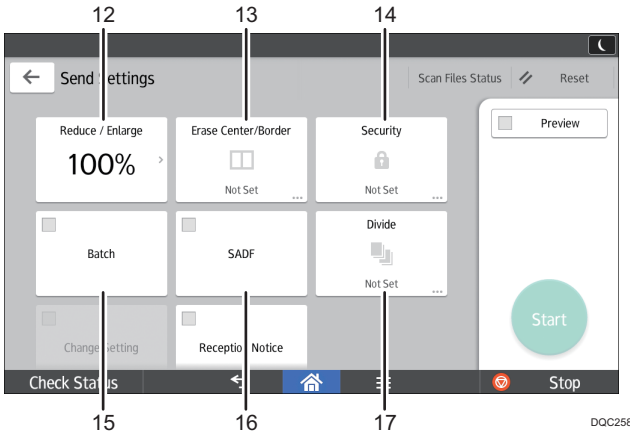 12 13 14
Send Settings
Scan Files Status
Reset
Reduce / Enlarge
100%
Erase Center/Border
Not Set
Security
Not Set
Preview
Batch
SADF
Divide
Not Set
Change Setting
Reception Notice
Start
Check Status
Stop
15 16 17
DQC258